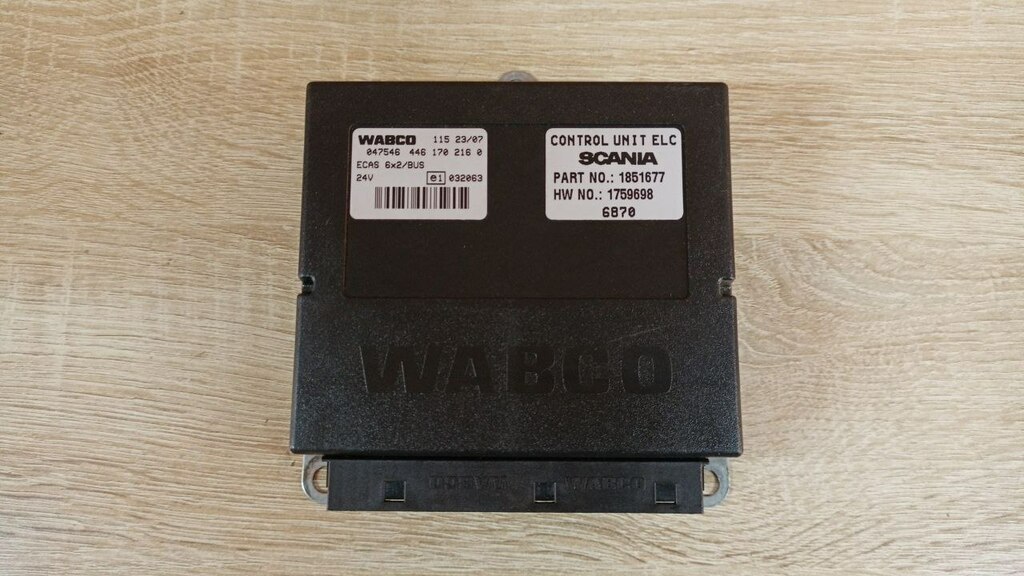 WABCO 115 23/07
047546 446 170 216 0
ECAS 6x2/BUS
24V e1 032063
CONTROL UNIT ELC
SCANIA
PART NO.: 1851677
HW NO.: 1759698
6870
WABCO
WABCO